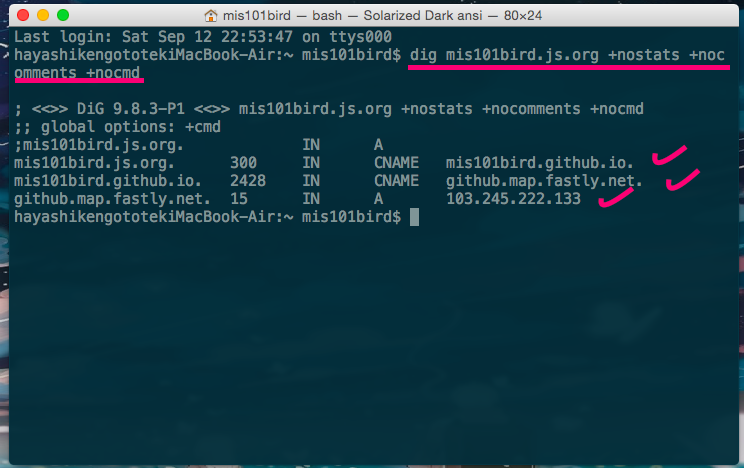 mis101bird — bash — Solarized Dark ansi — 80×24
Last login: Sat Sep 12 22:53:47 on ttys000
hayashikengototekiMacBook-Air:~ mis101bird$ dig mis101bird.js.org +nostats +noc
omments +nocmd

; <<>> DiG 9.8.3-P1 <<>> mis101bird.js.org +nostats +nocomments +nocmd
;; global options: +cmd
;mis101bird.js.org. IN A
mis101bird.js.org. 300 IN CNAME mis101bird.github.io.
mis101bird.github.io. 2428 IN CNAME github.map.fastly.net.
github.map.fastly.net. 15 IN A 103.245.222.133
hayashikengototekiMacBook-Air:~ mis101bird$